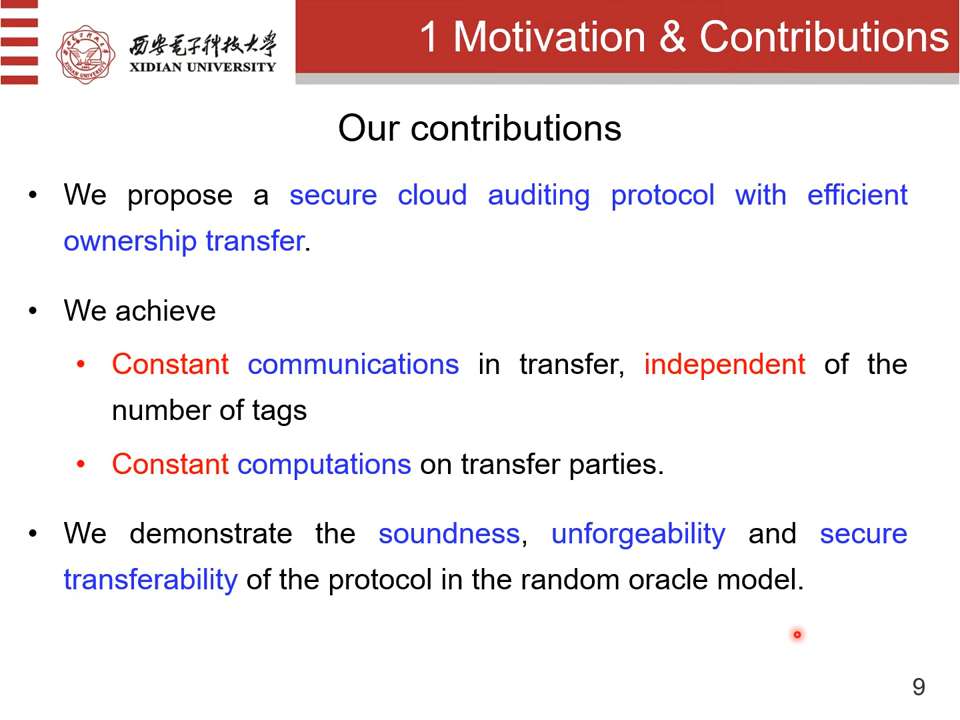 西安电子科技大学
XIDIAN UNIVERSITY
1 Motivation & Contributions
Our contributions
• We propose a secure cloud auditing protocol with efficient
ownership transfer.
• We achieve
• Constant communications in transfer, independent of the
number of tags
• Constant computations on transfer parties.
• We demonstrate the soundness, unforgeability and secure
transferability of the protocol in the random oracle model.
9